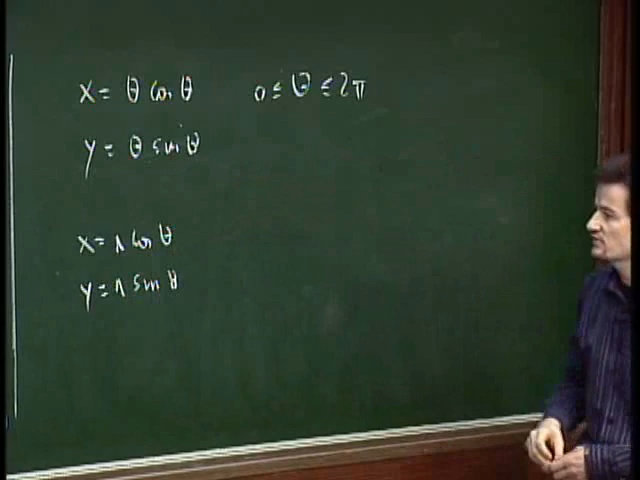 x = θ cos θ   0 ≤ θ ≤ 2π
y = θ sin θ
x = r cos θ
y = r sin θ